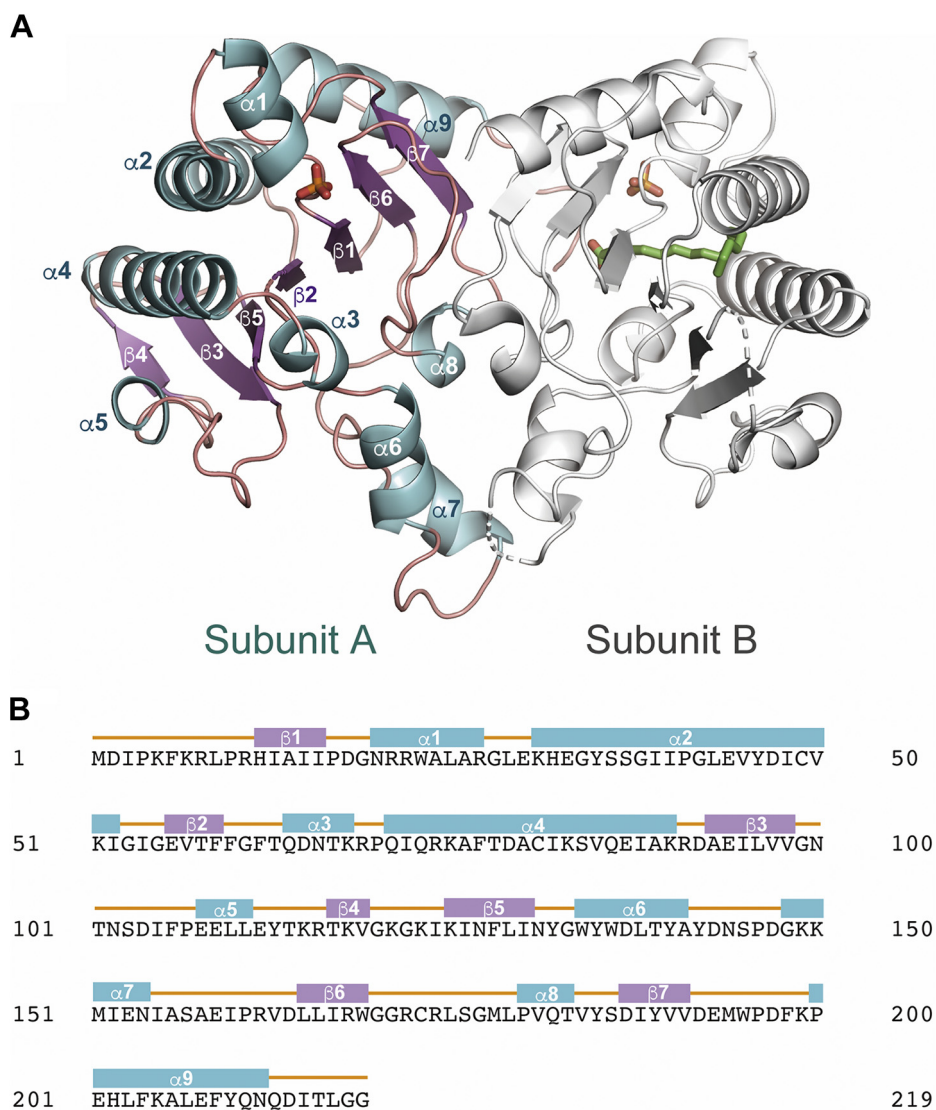 A
α1
α9
β7
α2
β6
β1
α4
β2
β5
α3
β4
β3
α8
α5
α6
α7
Subunit A
Subunit B
B
β1 α1 α2
1 MDIPKFKRLPRHIAIIPDGNRRWALARGLEKHEGYSSGIIPGLEVYDICV 50
β2 α3 α4 β3
51 KIGIGEVTFFGFTQDNTKRPQIQRKAFTDACIKSVQEIAKRDAEILVVGN 100
α5 β4 β5 α6
101 TNSDIFPEELLEYTKRTKVGKGKIKINFLINYGWYWDLTYAYDNSPDGKK 150
α7 β6 α8 β7
151 MIENIASAEIPRVDLLIRWGGRCRLSGMLPVQTVYSDIYVVDEMWPDFKP 200
α9
201 EHLFKALEFYQNQDITLGG 219